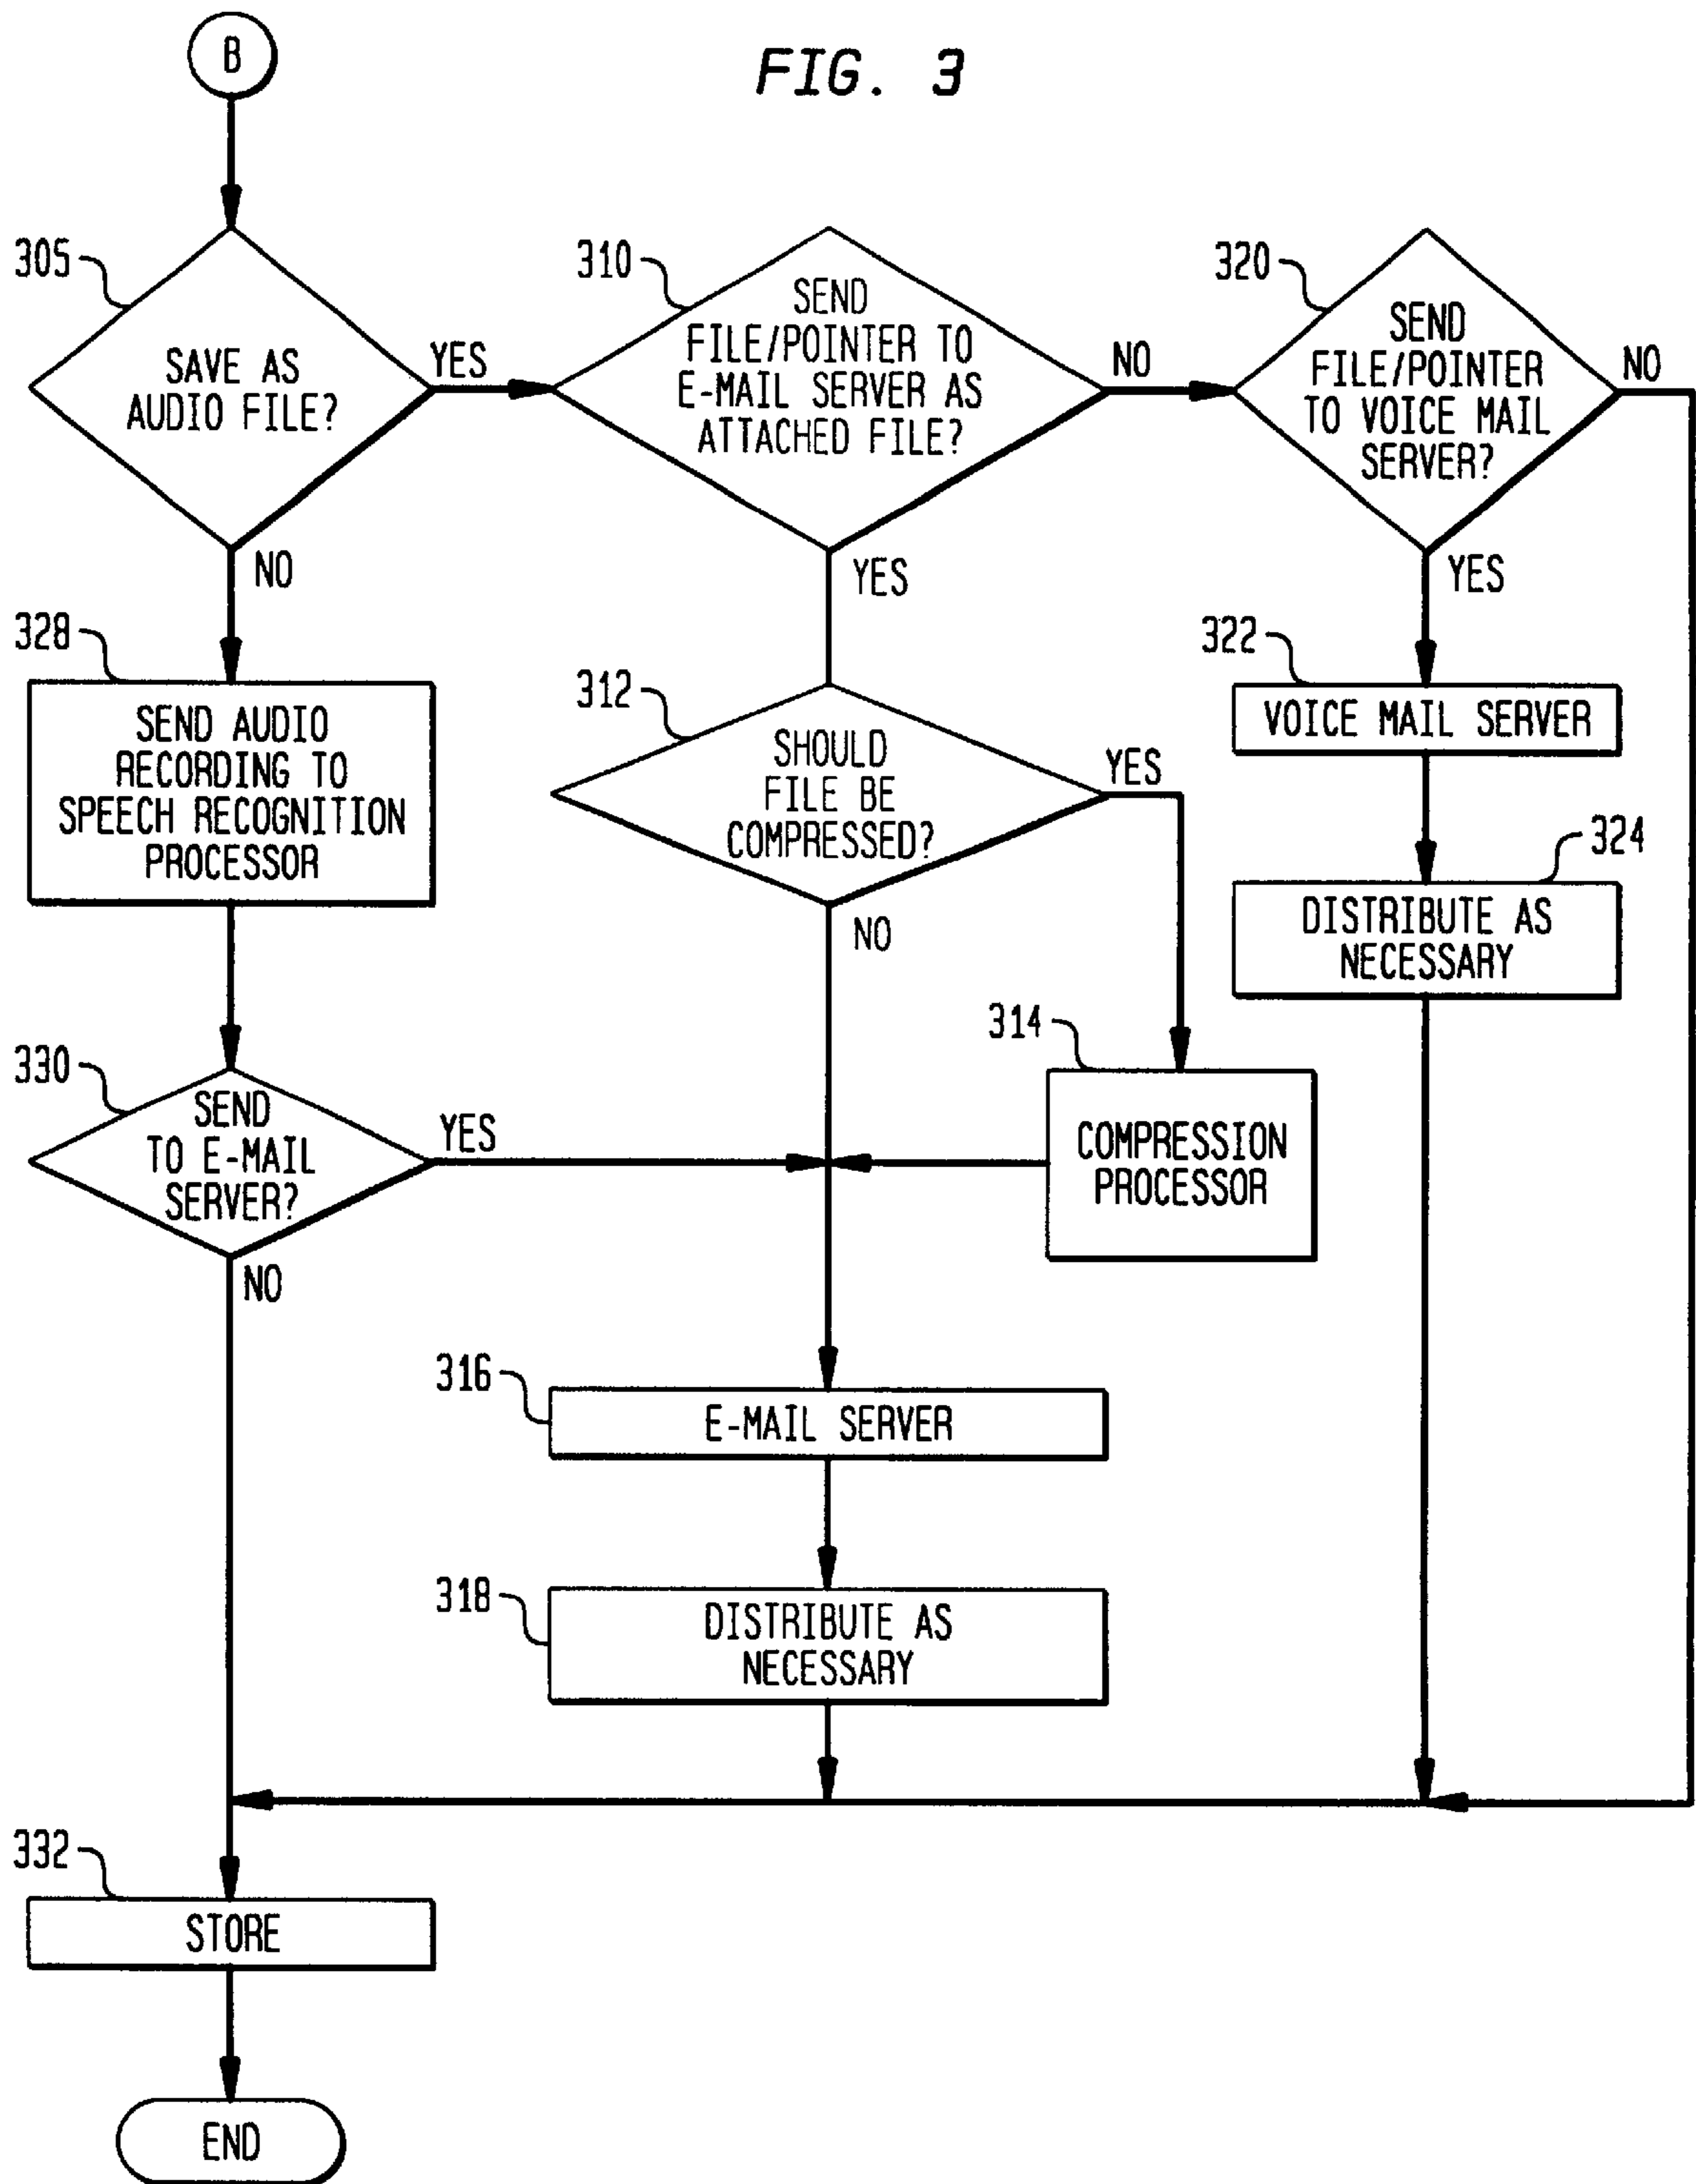 B
FIG. 3
305
SAVE AS
AUDIO FILE?
YES
NO
310
SEND
FILE/POINTER TO
E-MAIL SERVER AS
ATTACHED FILE?
NO
YES
320
SEND
FILE/POINTER
TO VOICE MAIL
SERVER?
NO
YES
328
SEND AUDIO
RECORDING TO
SPEECH RECOGNITION
PROCESSOR
312
SHOULD
FILE BE
COMPRESSED?
YES
NO
322
VOICE MAIL SERVER
324
DISTRIBUTE AS
NECESSARY
314
COMPRESSION
PROCESSOR
330
SEND
TO E-MAIL
SERVER?
YES
NO
316
E-MAIL SERVER
318
DISTRIBUTE AS
NECESSARY
332
STORE
END